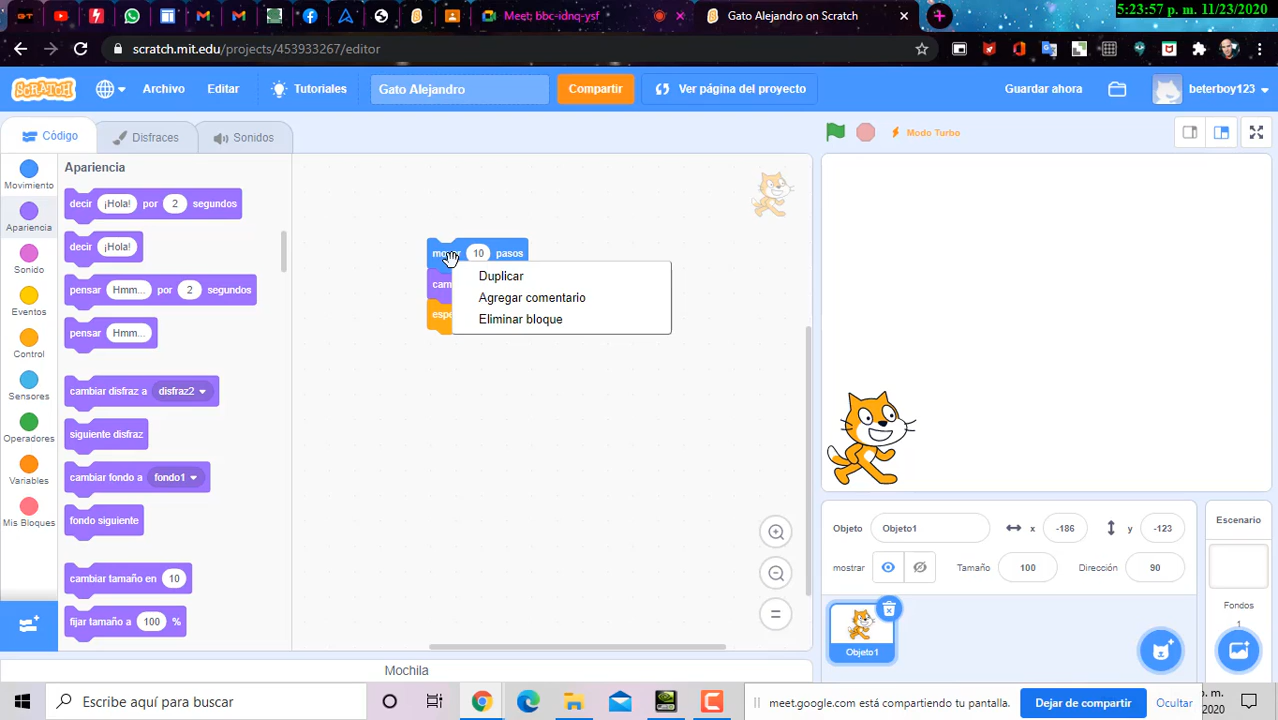 Meet: bbc-idnq-ysf
Gato Alejandro on Scratch
5:23:57 p. m. 11/23/2020
scratch.mit.edu/projects/453933267/editor
SCRATCH
Archivo
Editar
Tutoriales
Gato Alejandro
Compartir
Ver página del proyecto
Guardar ahora
beterboy123
Código
Disfraces
Sonidos
Modo Turbo
Movimiento
Apariencia
Sonido
Eventos
Control
Sensores
Operadores
Variables
Mis Bloques
Apariencia
decir ¡Hola! por 2 segundos
decir ¡Hola!
pensar Hmm... por 2 segundos
pensar Hmm...
cambiar disfraz a disfraz2
siguiente disfraz
cambiar fondo a fondo1
fondo siguiente
cambiar tamaño en 10
fijar tamaño a 100 %
10 pasos
Duplicar
Agregar comentario
Eliminar bloque
Objeto Objeto1 x -186 y -123
mostrar Tamaño 100 Dirección 90
Objeto1
Escenario
Fondos
1
Mochila
Escribe aquí para buscar
meet.google.com está compartiendo tu pantalla.
Dejar de compartir
Ocultar
. m.
2020